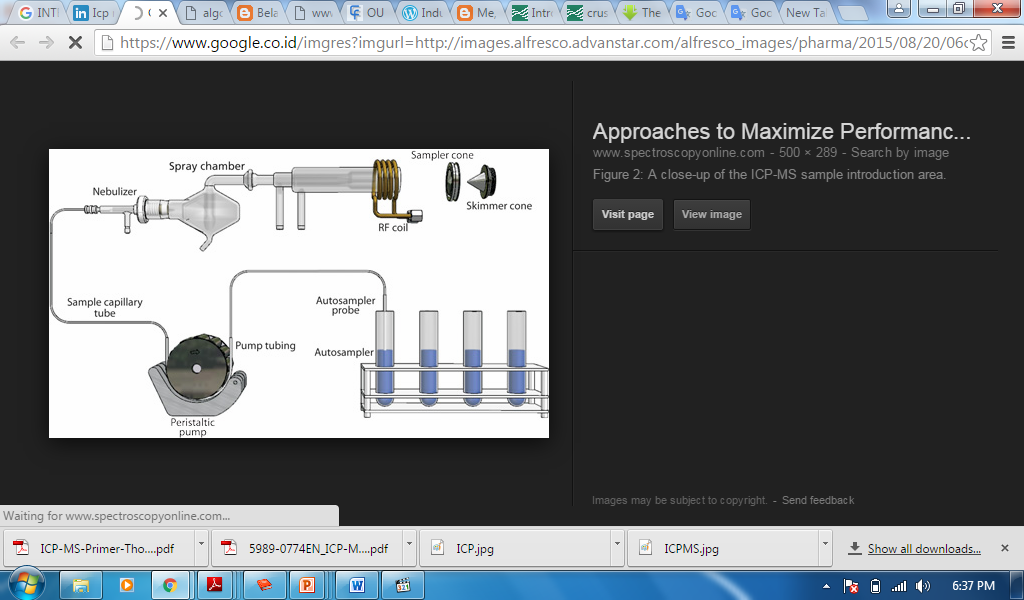 INTI
Icp i
C
algo
Bela
www
OU
Indu
Me,
Intro
crus
The
Goo
Goo
New Ta
https://www.google.co.id/imgres?imgurl=http://images.alfresco.advanstar.com/alfresco_images/pharma/2015/08/20/06c
Approaches to Maximize Performanc...
www.spectroscopyonline.com - 500 × 289 - Search by image
Figure 2: A close-up of the ICP-MS sample introduction area.
Visit page
View image
Sampler cone
Spray chamber
Nebulizer
Skimmer cone
RF coil
Sample capillary
tube
Autosampler
probe
Pump tubing
Autosampler
Peristaltic
pump
Images may be subject to copyright. - Send feedback
Waiting for www.spectroscopyonline.com...
ICP-MS-Primer-Tho....pdf
5989-0774EN_ICP-M....pdf
ICP.jpg
ICPMS.jpg
Show all downloads...
6:37 PM